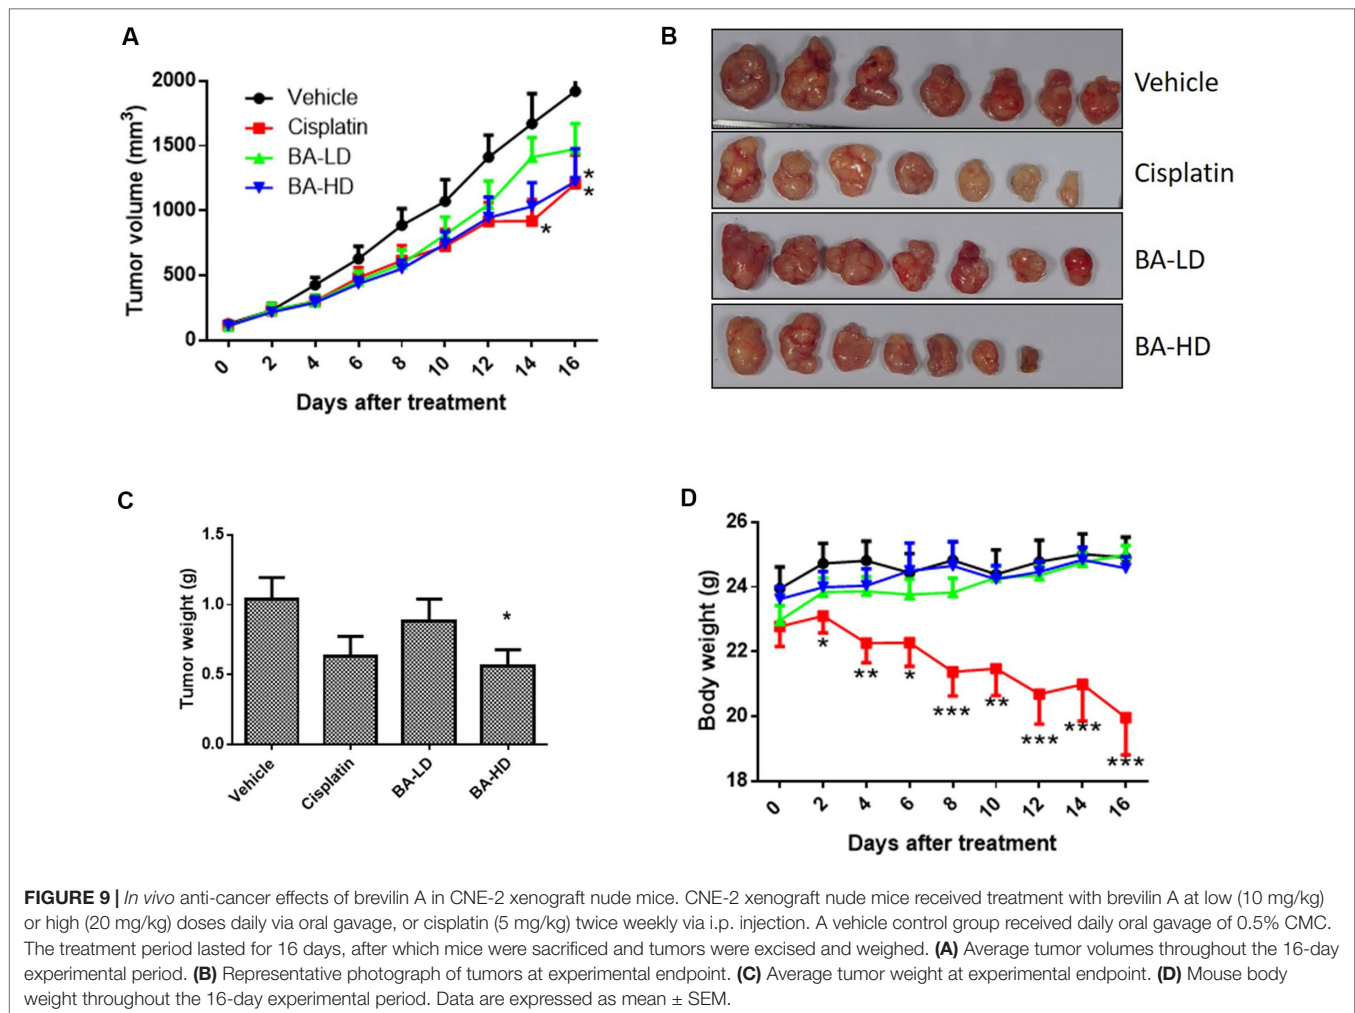 A
2000
1500
1000
500
0
Tumor volume (mm³)
Vehicle
Cisplatin
BA-LD
BA-HD
*
*
*
0 2 4 6 8 10 12 14 16
Days after treatment
B
Vehicle
Cisplatin
BA-LD
BA-HD
C
1.5
1.0
0.5
0.0
Tumor weight (g)
*
Vehicle Cisplatin BA-LD BA-HD
D
26
24
22
20
18
Body weight (g)
* ** * *** ** *** *** ***
0 2 4 6 8 10 12 14 16
Days after treatment
FIGURE 9 | In vivo anti-cancer effects of brevilin A in CNE-2 xenograft nude mice. CNE-2 xenograft nude mice received treatment with brevilin A at low (10 mg/kg)
or high (20 mg/kg) doses daily via oral gavage, or cisplatin (5 mg/kg) twice weekly via i.p. injection. A vehicle control group received daily oral gavage of 0.5% CMC.
The treatment period lasted for 16 days, after which mice were sacrificed and tumors were excised and weighed. (A) Average tumor volumes throughout the 16-day
experimental period. (B) Representative photograph of tumors at experimental endpoint. (C) Average tumor weight at experimental endpoint. (D) Mouse body
weight throughout the 16-day experimental period. Data are expressed as mean ± SEM.